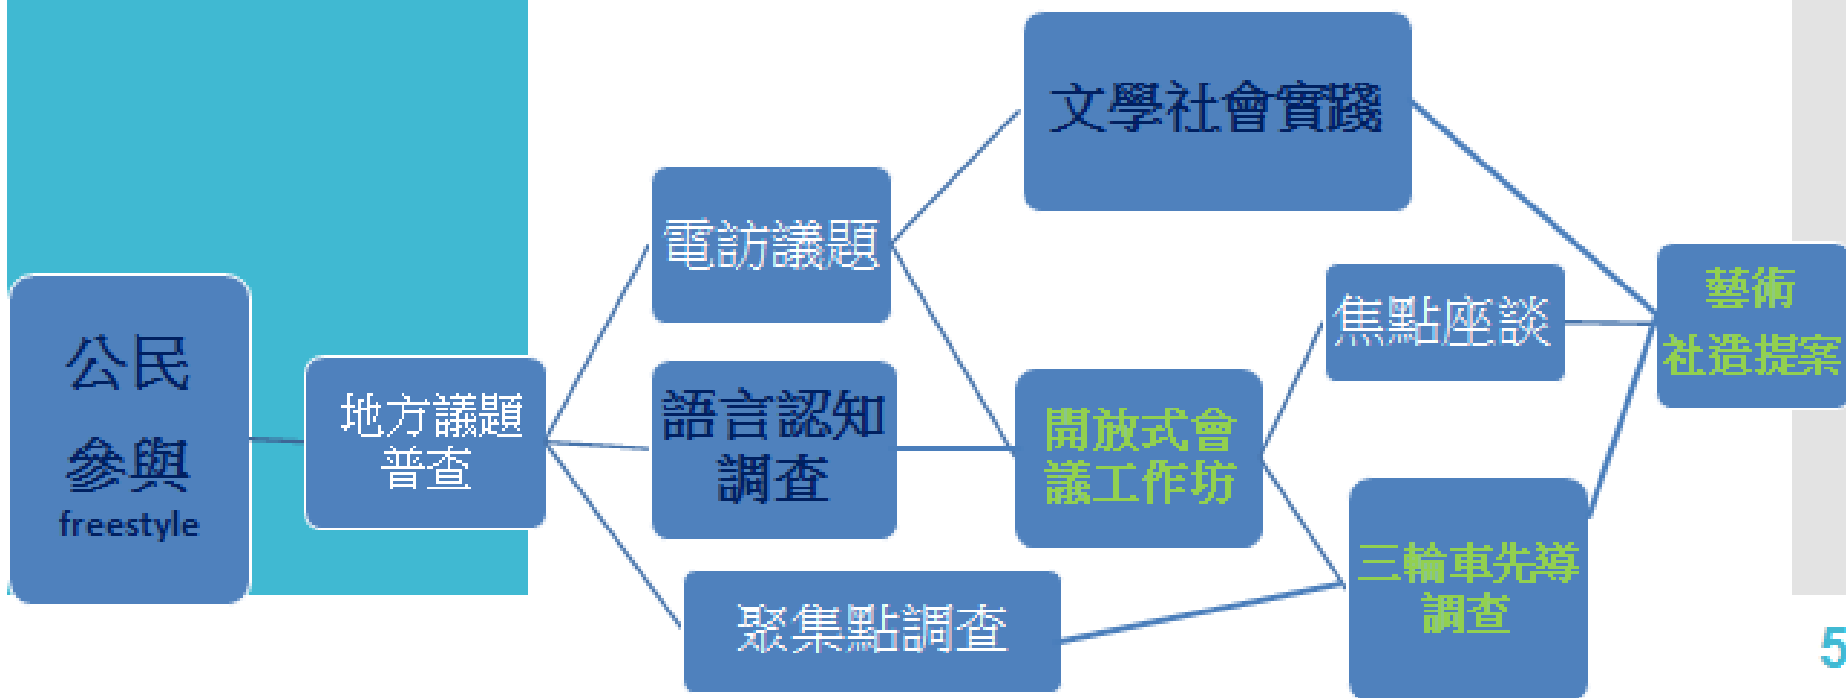 公民
參與
freestyle
地方議題
普查
電訪議題
語言認知
調查
聚集點調查
文學社會實踐
開放式會
議工作坊
焦點座談
三輪車先導
調查
藝術
社造提案
5